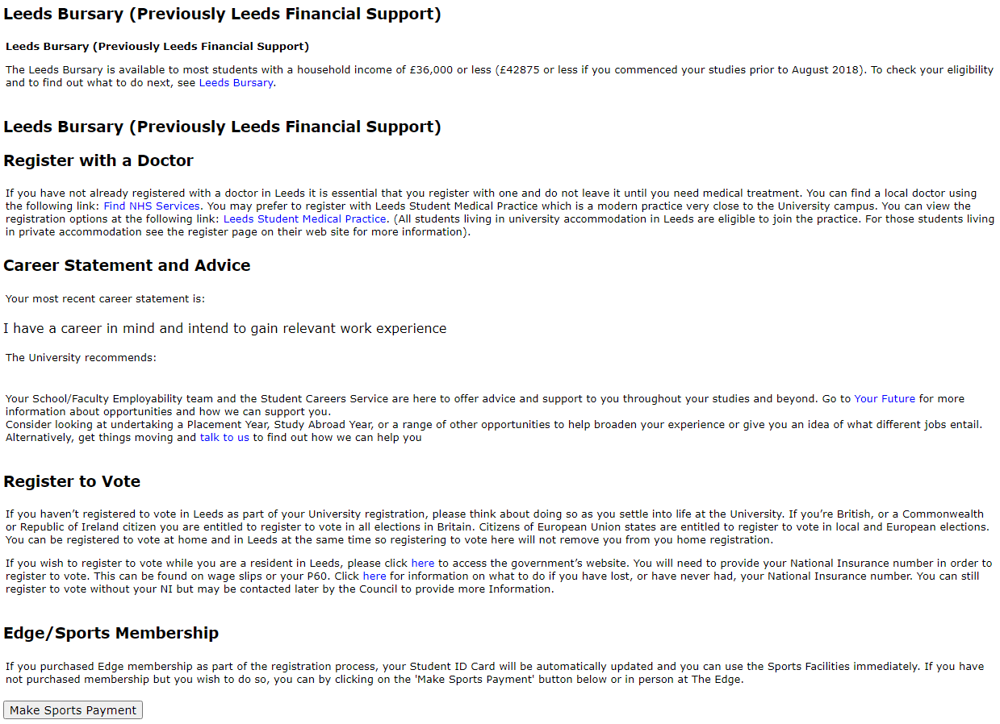 Leeds Bursary (Previously Leeds Financial Support)
Leeds Bursary (Previously Leeds Financial Support)
The Leeds Bursary is available to most students with a household income of £36,000 or less (£42875 or less if you commenced your studies prior to August 2018). To check your eligibility
and to find out what to do next, see Leeds Bursary.
Leeds Bursary (Previously Leeds Financial Support)
Register with a Doctor
If you have not already registered with a doctor in Leeds it is essential that you register with one and do not leave it until you need medical treatment. You can find a local doctor using
the following link: Find NHS Services. You may prefer to register with Leeds Student Medical Practice which is a modern practice very close to the University campus. You can view the
registration options at the following link: Leeds Student Medical Practice. (All students living in university accommodation in Leeds are eligible to join the practice. For those students living
in private accommodation see the register page on their web site for more information).
Career Statement and Advice
Your most recent career statement is:
I have a career in mind and intend to gain relevant work experience
The University recommends:
Your School/Faculty Employability team and the Student Careers Service are here to offer advice and support to you throughout your studies and beyond. Go to Your Future for more
information about opportunities and how we can support you.
Consider looking at undertaking a Placement Year, Study Abroad Year, or a range of other opportunities to help broaden your experience or give you an idea of what different jobs entail.
Alternatively, get things moving and talk to us to find out how we can help you
Register to Vote
If you haven’t registered to vote in Leeds as part of your University registration, please think about doing so as you settle into life at the University. If you’re British, or a Commonwealth
or Republic of Ireland citizen you are entitled to register to vote in all elections in Britain. Citizens of European Union states are entitled to register to vote in local and European elections.
You can be registered to vote at home and in Leeds at the same time so registering to vote here will not remove you from you home registration.
If you wish to register to vote while you are a resident in Leeds, please click here to access the government’s website. You will need to provide your National Insurance number in order to
register to vote. This can be found on wage slips or your P60. Click here for information on what to do if you have lost, or have never had, your National Insurance number. You can still
register to vote without your NI but may be contacted later by the Council to provide more Information.
Edge/Sports Membership
If you purchased Edge membership as part of the registration process, your Student ID Card will be automatically updated and you can use the Sports Facilities immediately. If you have
not purchased membership but you wish to do so, you can by clicking on the 'Make Sports Payment' button below or in person at The Edge.
Make Sports Payment